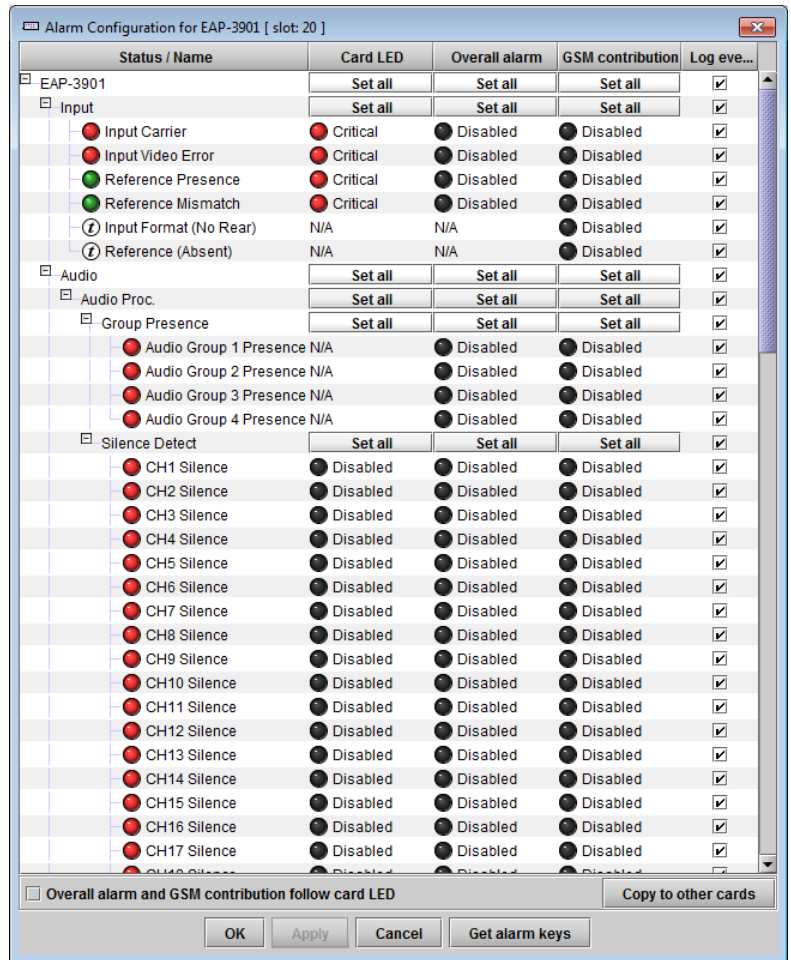 Alarm Configuration for EAP-3901 [ slot: 20 ]
Status / Name Card LED Overall alarm GSM contribution Log eve...
EAP-3901 Set all Set all Set all
Input Set all Set all Set all
Input Carrier Critical Disabled Disabled
Input Video Error Critical Disabled Disabled
Reference Presence Critical Disabled Disabled
Reference Mismatch Critical Disabled Disabled
t Input Format (No Rear) N/A N/A Disabled
t Reference (Absent) N/A N/A Disabled
Audio Set all Set all Set all
Audio Proc. Set all Set all Set all
Group Presence Set all Set all Set all
Audio Group 1 Presence N/A Disabled Disabled
Audio Group 2 Presence N/A Disabled Disabled
Audio Group 3 Presence N/A Disabled Disabled
Audio Group 4 Presence N/A Disabled Disabled
Silence Detect Set all Set all Set all
CH1 Silence Disabled Disabled Disabled
CH2 Silence Disabled Disabled Disabled
CH3 Silence Disabled Disabled Disabled
CH4 Silence Disabled Disabled Disabled
CH5 Silence Disabled Disabled Disabled
CH6 Silence Disabled Disabled Disabled
CH7 Silence Disabled Disabled Disabled
CH8 Silence Disabled Disabled Disabled
CH9 Silence Disabled Disabled Disabled
CH10 Silence Disabled Disabled Disabled
CH11 Silence Disabled Disabled Disabled
CH12 Silence Disabled Disabled Disabled
CH13 Silence Disabled Disabled Disabled
CH14 Silence Disabled Disabled Disabled
CH15 Silence Disabled Disabled Disabled
CH16 Silence Disabled Disabled Disabled
CH17 Silence Disabled Disabled Disabled
Overall alarm and GSM contribution follow card LED Copy to other cards
OK Apply Cancel Get alarm keys